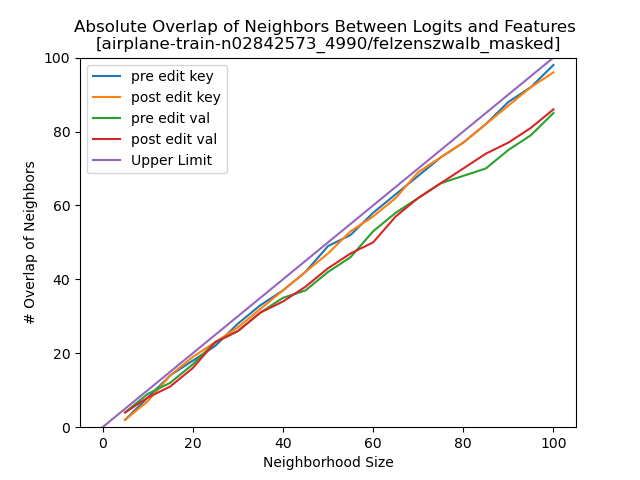 Absolute Overlap of Neighbors Between Logits and Features
[airplane-train-n02842573_4990/felzenszwalb_masked]
pre edit key
post edit key
pre edit val
post edit val
Upper Limit
# Overlap of Neighbors
100
80
60
40
20
0
0 20 40 60 80 100
Neighborhood Size